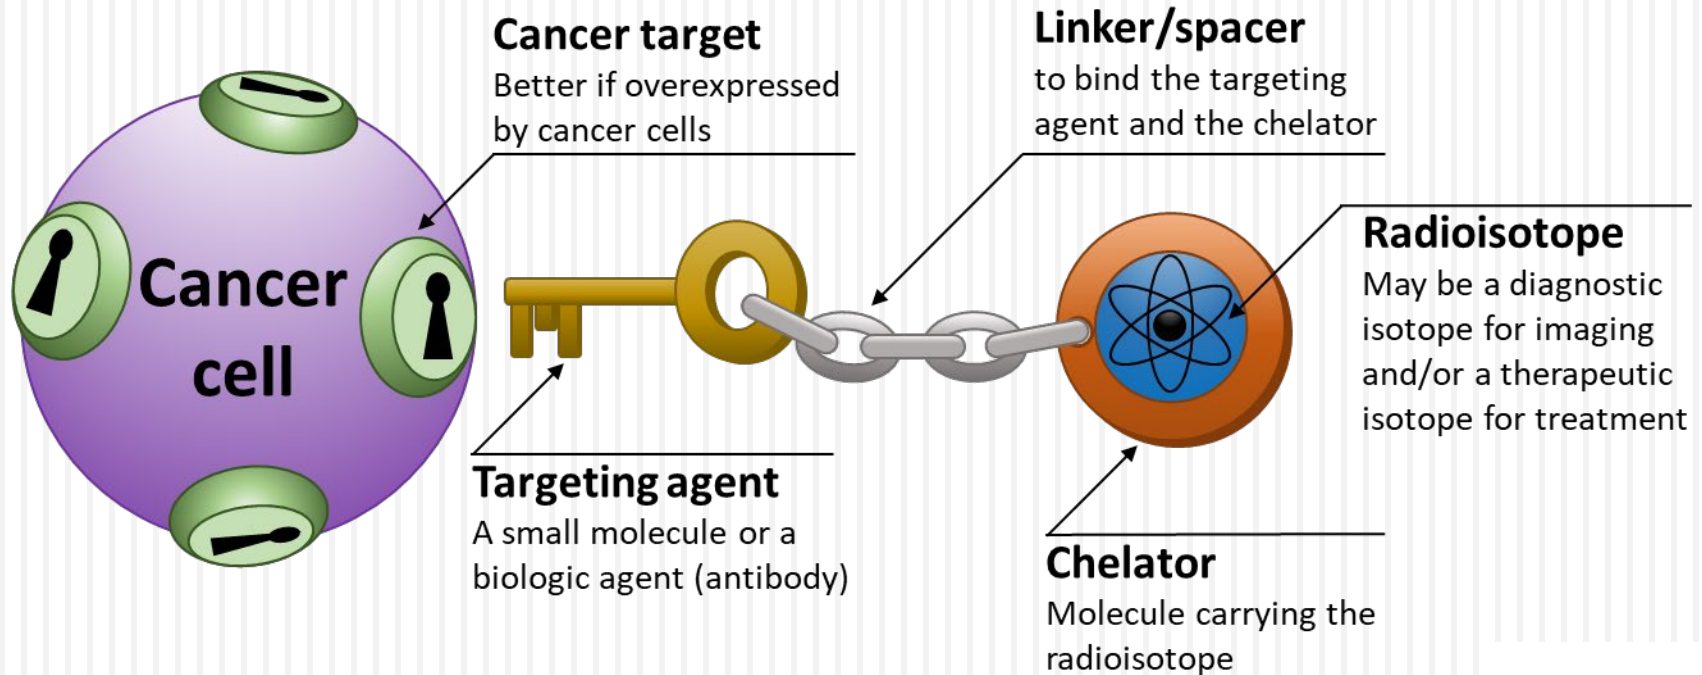 Cancer target
Better if overexpressed
by cancer cells
Linker/spacer
to bind the targeting
agent and the chelator
Radioisotope
May be a diagnostic
isotope for imaging
and/or a therapeutic
isotope for treatment
Cancer
cell
Targeting agent
A small molecule or a
biologic agent (antibody)
Chelator
Molecule carrying the
radioisotope